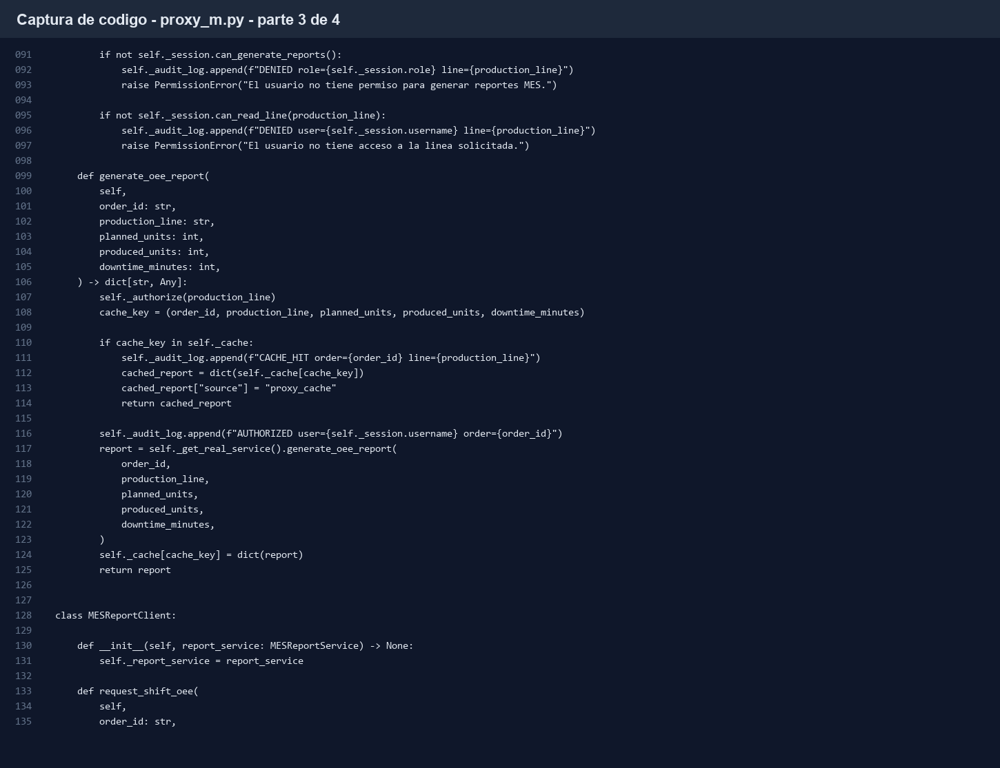 Captura de codigo - proxy_m.py - parte 3 de 4
091            if not self._session.can_generate_reports():
092                self._audit_log.append(f"DENIED role={self._session.role} line={production_line}")
093                raise PermissionError("El usuario no tiene permiso para generar reportes MES.")
094
095            if not self._session.can_read_line(production_line):
096                self._audit_log.append(f"DENIED user={self._session.username} line={production_line}")
097                raise PermissionError("El usuario no tiene acceso a la linea solicitada.")
098
099        def generate_oee_report(
100            self,
101            order_id: str,
102            production_line: str,
103            planned_units: int,
104            produced_units: int,
105            downtime_minutes: int,
106        ) -> dict[str, Any]:
107            self._authorize(production_line)
108            cache_key = (order_id, production_line, planned_units, produced_units, downtime_minutes)
109
110            if cache_key in self._cache:
111                self._audit_log.append(f"CACHE_HIT order={order_id} line={production_line}")
112                cached_report = dict(self._cache[cache_key])
113                cached_report["source"] = "proxy_cache"
114                return cached_report
115
116            self._audit_log.append(f"AUTHORIZED user={self._session.username} order={order_id}")
117            report = self._get_real_service().generate_oee_report(
118                order_id,
119                production_line,
120                planned_units,
121                produced_units,
122                downtime_minutes,
123            )
124            self._cache[cache_key] = dict(report)
125            return report
126
127
128    class MESReportClient:
129
130        def __init__(self, report_service: MESReportService) -> None:
131            self._report_service = report_service
132
133        def request_shift_oee(
134            self,
135            order_id: str,